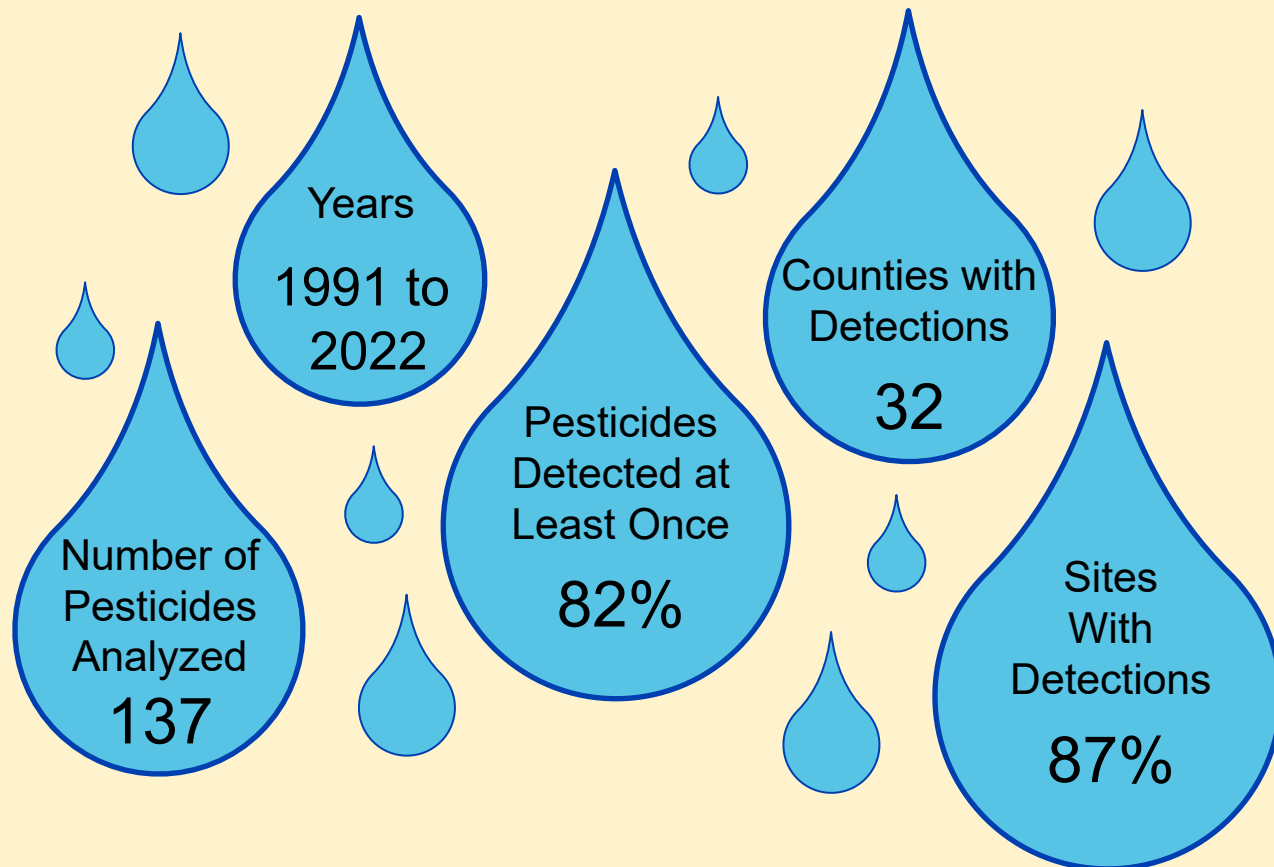 Years
1991 to
2022
Counties with
Detections
32
Pesticides
Detected at
Least Once
82%
Number of
Pesticides
Analyzed
137
Sites
With
Detections
87%